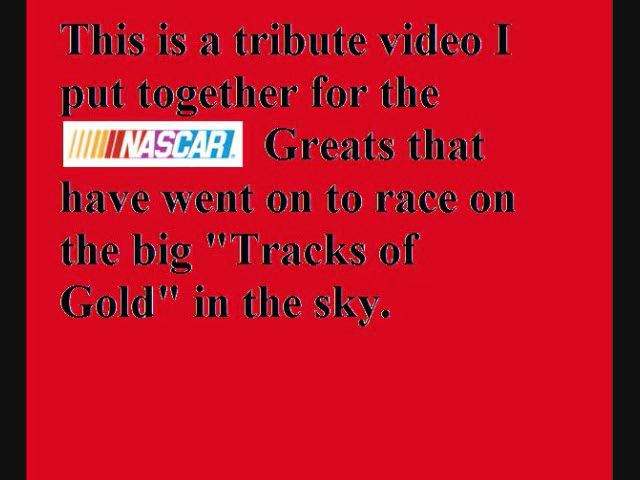 This is a tribute video I
put together for the
NASCAR. Greats that
have went on to race on
the big "Tracks of
Gold" in the sky.